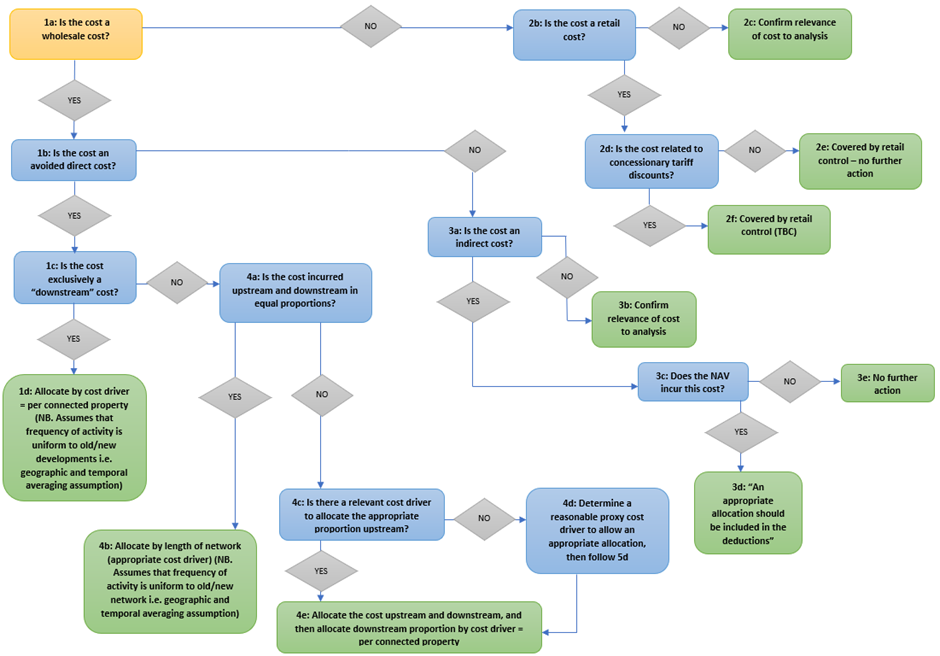 1a: Is the cost a
wholesale cost?
NO
2b: Is the cost a retail
cost?
NO
2c: Confirm relevance
of cost to analysis
YES
YES
1b: Is the cost an
avoided direct cost?
NO
2d: Is the cost related to
concessionary tariff
discounts?
NO
2e: Covered by retail
control – no further
action
YES
YES
2f: Covered by retail
control (TBC)
3a: Is the cost an
indirect cost?
1c: Is the cost
exclusively a
"downstream" cost?
NO
4a: Is the cost incurred
upstream and downstream in
equal proportions?
YES
NO
3b: Confirm
relevance of cost
to analysis
YES
3c: Does the NAV
incur this cost?
NO
3e: No further
action
1d: Allocate by cost driver
= per connected property
(NB. Assumes that
frequency of activity is
uniform to old/new
developments i.e.
geographic and temporal
averaging assumption)
YES
NO
YES
3d: "An
appropriate
allocation should
be included in the
deductions"
4c: Is there a relevant cost driver
to allocate the appropriate
proportion upstream?
NO
4d: Determine a
reasonable proxy cost
driver to allow an
appropriate allocation,
then follow 5d
4b: Allocate by length of network
(appropriate cost driver) (NB.
Assumes that frequency of
activity is uniform to old/new
network i.e. geographic and
temporal averaging assumption)
YES
4e: Allocate the cost upstream and downstream, and
then allocate downstream proportion by cost driver =
per connected property